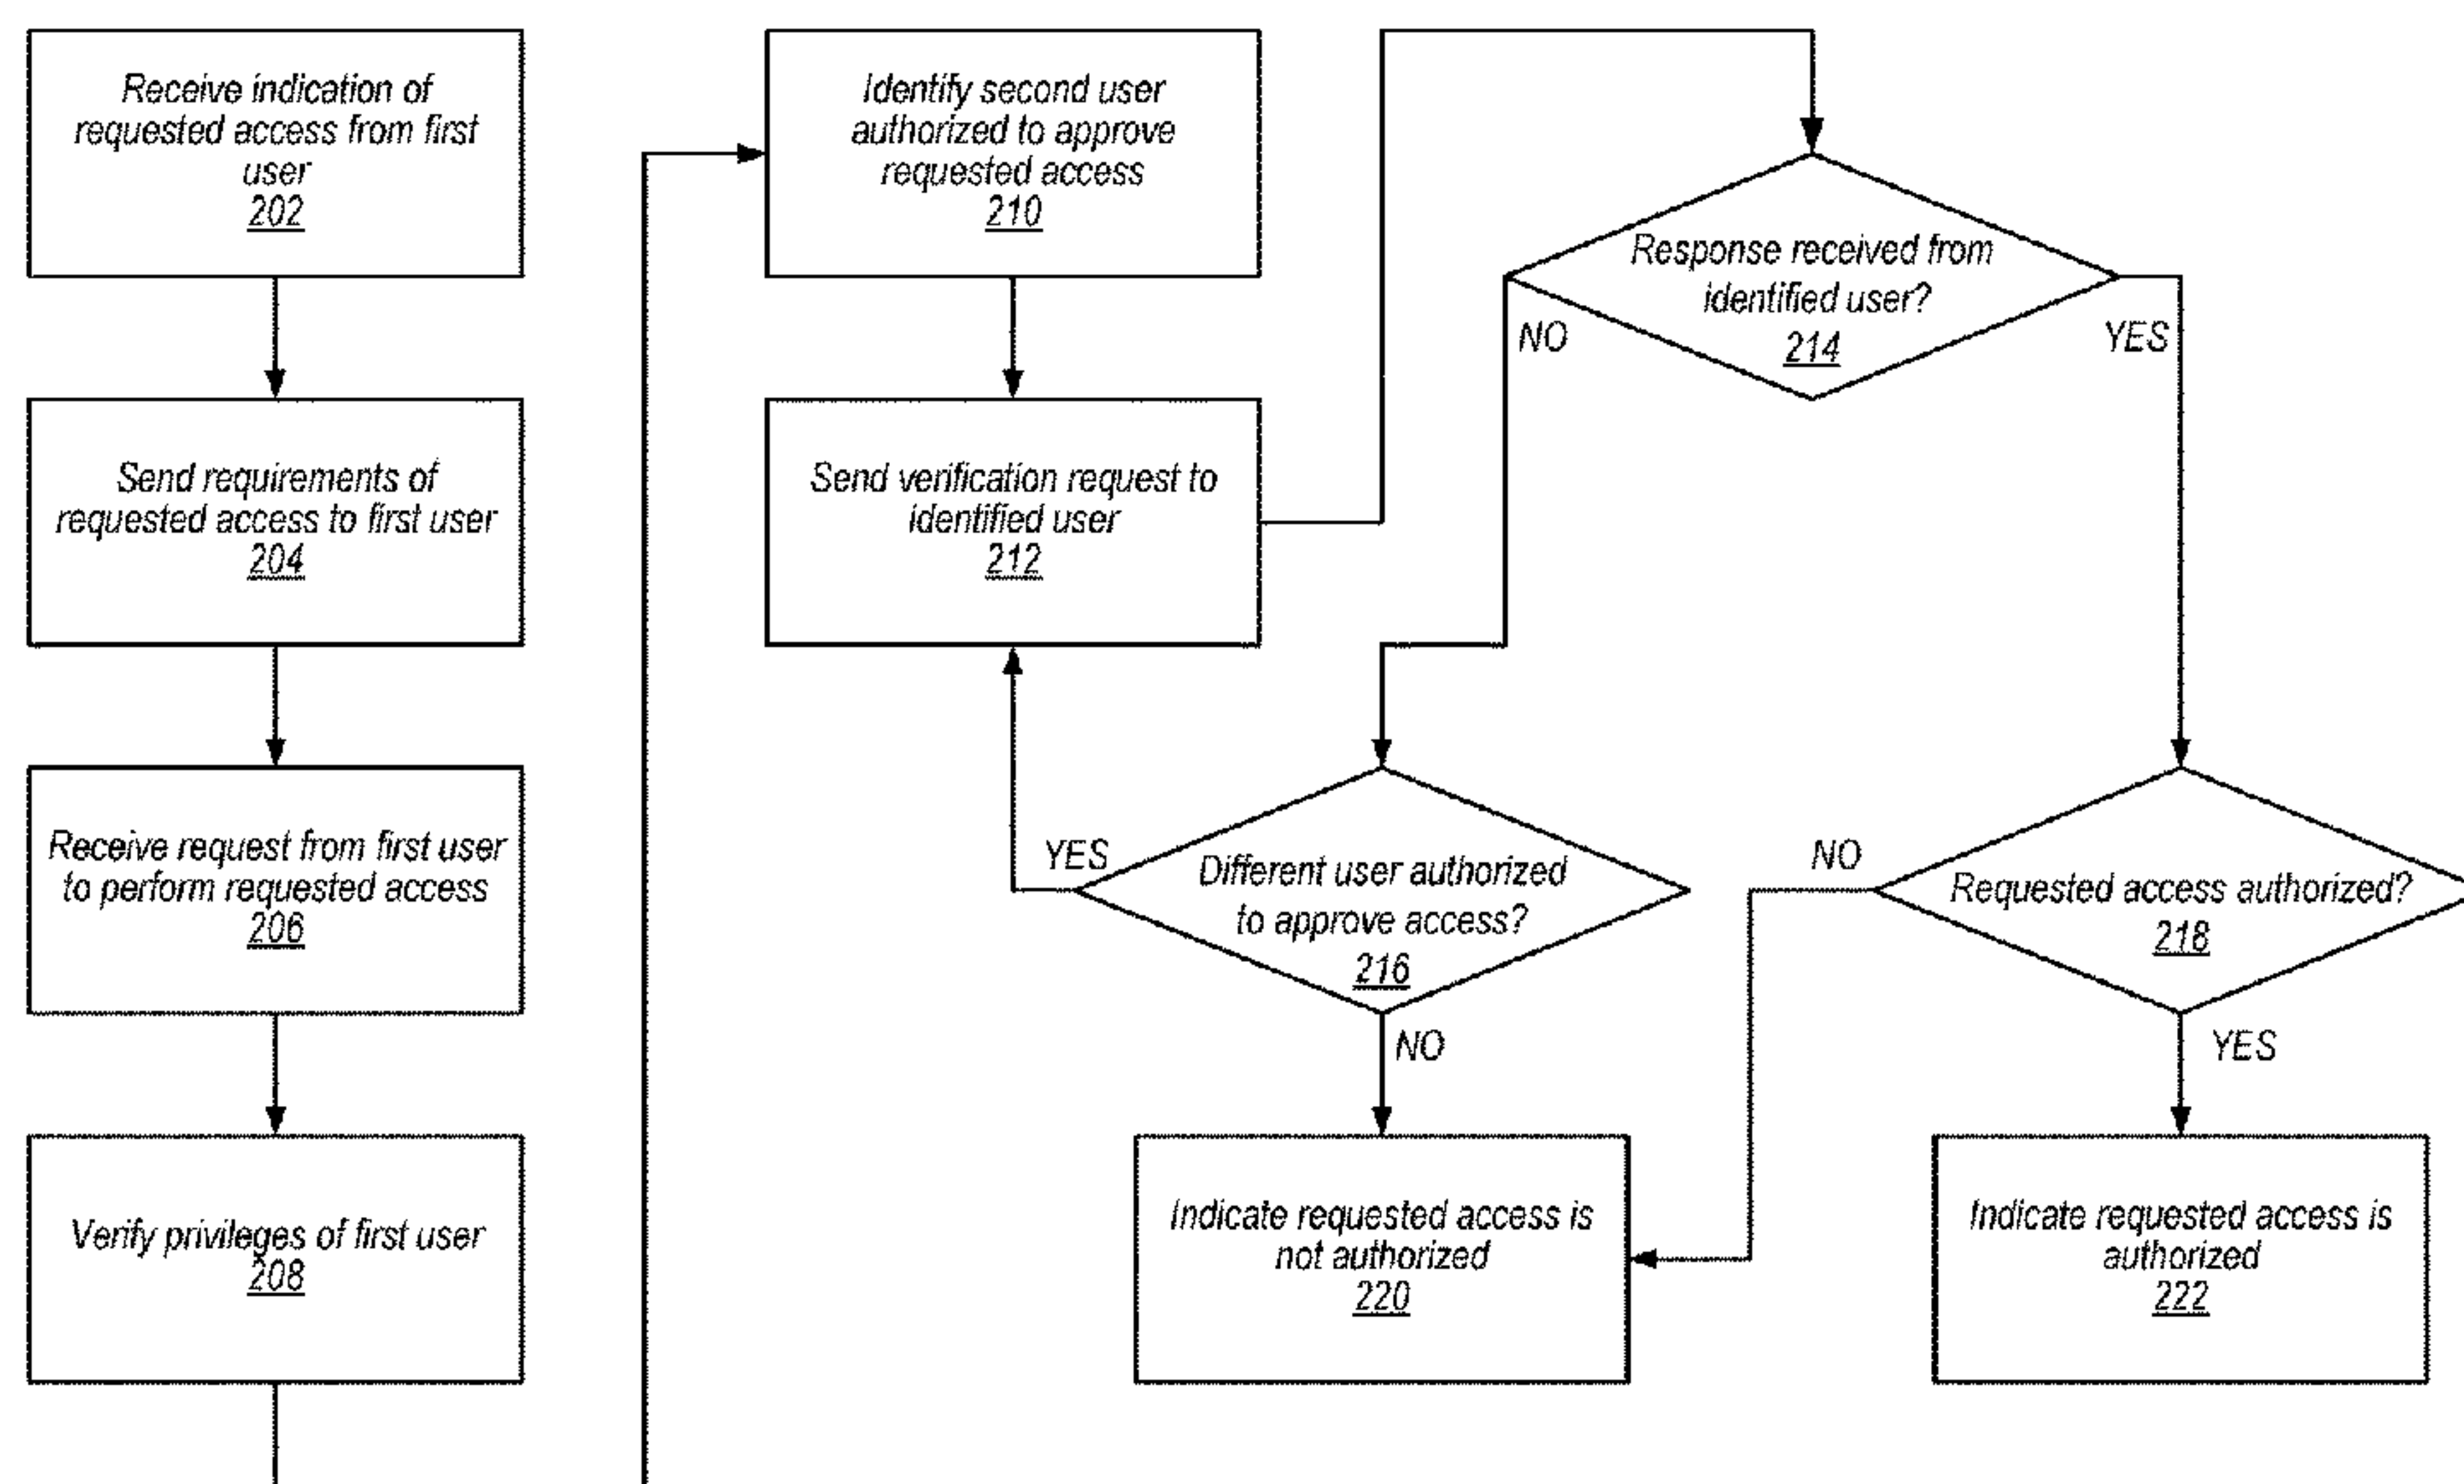 Receive indication of
requested access from first
user
202
Send requirements of
requested access to first user
204
Receive request from first user
to perform requested access
206
Verify privileges of first user
208
Identify second user
authorized to approve
requested access
210
Send verification request to
identified user
212
Response received from
identified user?
214
NO
YES
Different user authorized
to approve access?
216
YES
NO
Requested access authorized?
218
NO
YES
Indicate requested access is
not authorized
220
Indicate requested access is
authorized
222